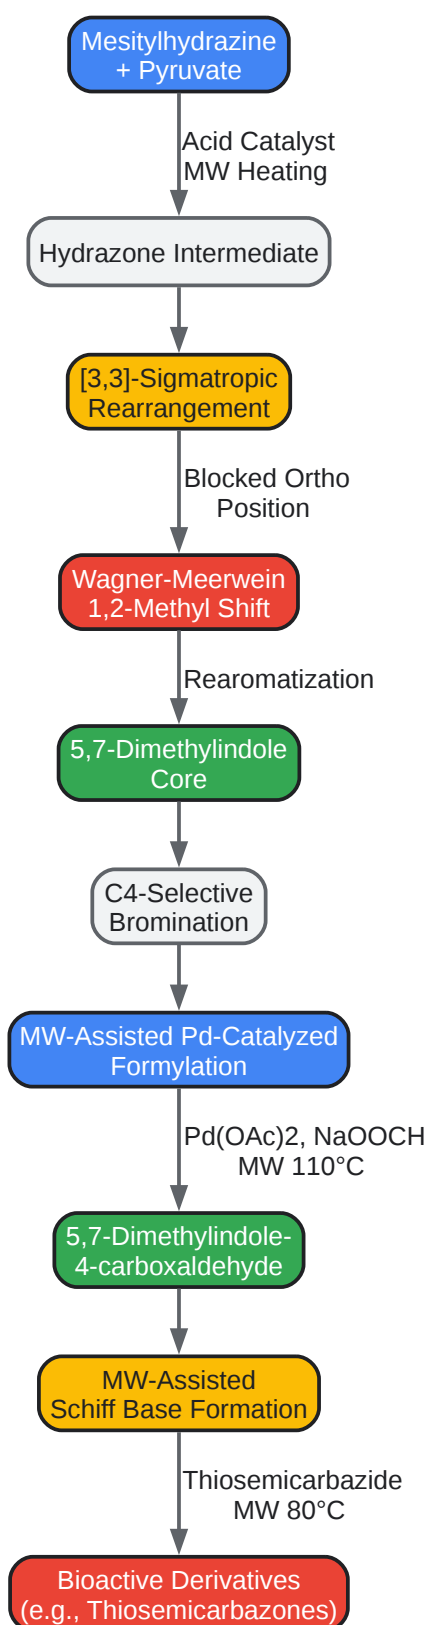 Mesitylhydrazine
+ Pyruvate
Acid Catalyst
MW Heating
Hydrazone Intermediate
[3,3]-Sigmatropic
Rearrangement
Blocked Ortho
Position
Wagner-Meerwein
1,2-Methyl Shift
Rearomatization
5,7-Dimethylindole
Core
C4-Selective
Bromination
MW-Assisted Pd-Catalyzed
Formylation
Pd(OAc)2, NaOOCH
MW 110°C
5,7-Dimethylindole-
4-carboxaldehyde
MW-Assisted
Schiff Base Formation
Thiosemicarbazide
MW 80°C
Bioactive Derivatives
(e.g., Thiosemicarbazones)